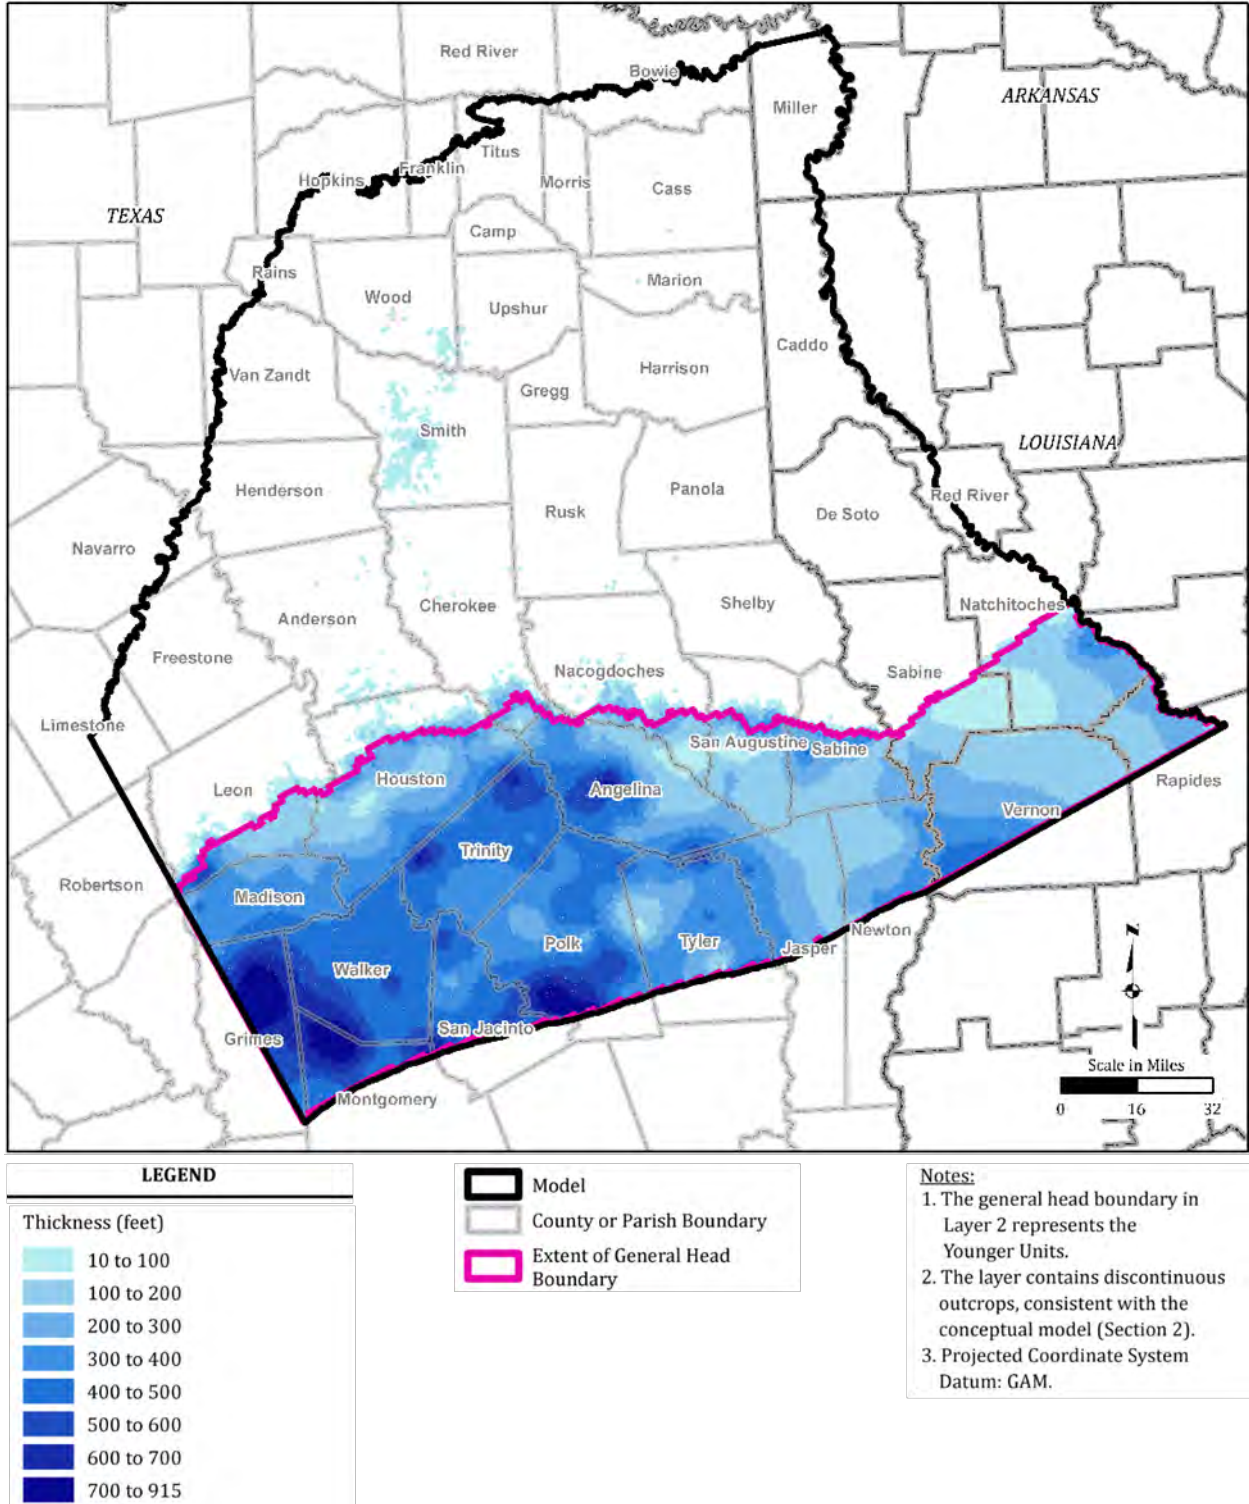 Red River
Bowie
ARKANSAS
Miller
Titus
Franklin
Hopkins
Morris
Cass
TEXAS
Camp
Rains
Marion
Wood
Upshur
Caddo
Harrison
Van Zandt
Gregg
Smith
LOUISIANA
Henderson
Panola
Red River
Rusk
De Soto
Navarro
Cherokee
Shelby
Natchitoches
Anderson
Freestone
Nacogdoches
Sabine
Limestone
San Augustine
Sabine
Houston
Leon
Angelina
Rapides
Vernon
Trinity
Robertson
Madison
Newton
Polk
Tyler
Jasper
Walker
San Jacinto
Grimes
Montgomery
N
Scale in Miles
0 16 32
LEGEND
Thickness (feet)
10 to 100
100 to 200
200 to 300
300 to 400
400 to 500
500 to 600
600 to 700
700 to 915
Model
County or Parish Boundary
Extent of General Head
Boundary
Notes:
1. The general head boundary in
Layer 2 represents the
Younger Units.
2. The layer contains discontinuous
outcrops, consistent with the
conceptual model (Section 2).
3. Projected Coordinate System
Datum: GAM.